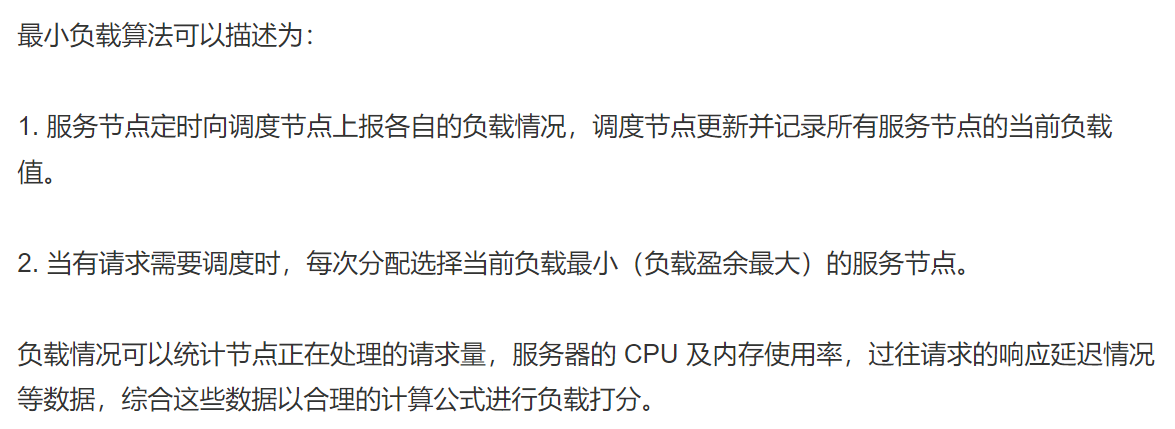 最小负载算法可以描述为：
1. 服务节点定时向调度节点上报各自的负载情况，调度节点更新并记录所有服务节点的当前负载
值。
2. 当有请求需要调度时，每次分配选择当前负载最小（负载盈余最大）的服务节点。
负载情况可以统计节点正在处理的请求量，服务器的 CPU 及内存使用率，过往请求的响应延迟情况
等数据，综合这些数据以合理的计算公式进行负载打分。